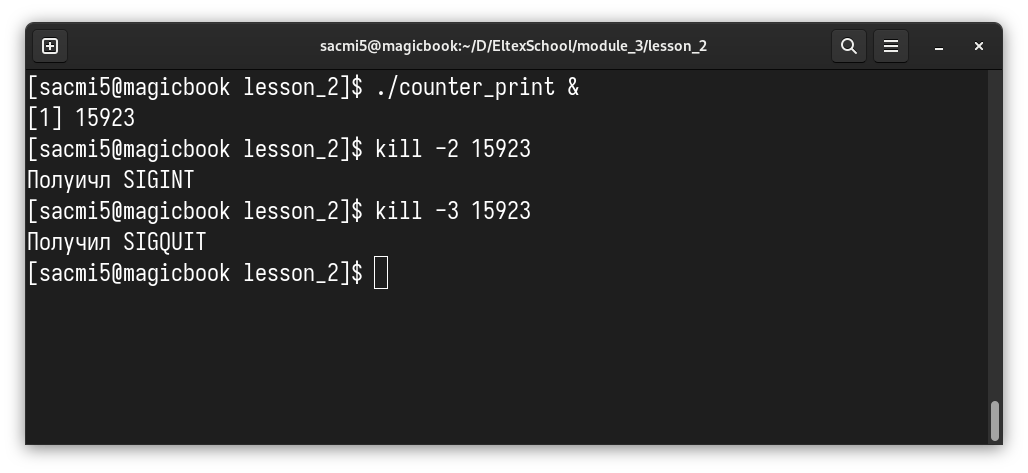 sacmi5@magicbook:~/D/EltexSchool/module_3/lesson_2
[sacmi5@magicbook lesson_2]$ ./counter_print &
[1] 15923
[sacmi5@magicbook lesson_2]$ kill -2 15923
Полуичл SIGINT
[sacmi5@magicbook lesson_2]$ kill -3 15923
Получил SIGQUIT
[sacmi5@magicbook lesson_2]$